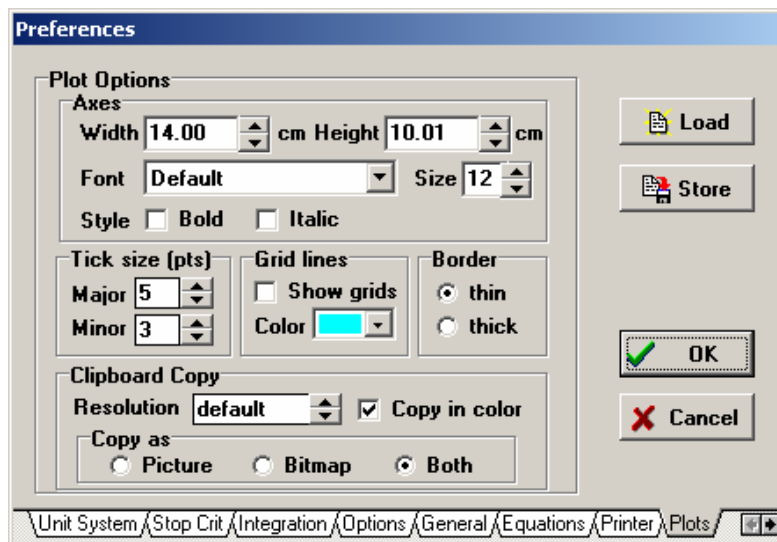 Preferences
Plot Options
Axes
Width 14.00 cm Height 10.01 cm
Font Default Size 12
Style Bold Italic
Tick size (pts)
Major 5
Minor 3
Grid lines
Show grids
Color
Border
thin
thick
Clipboard Copy
Resolution default Copy in color
Copy as
Picture Bitmap Both
Load
Store
OK
Cancel
Unit System Stop Crit Integration Options General Equations Printer Plots